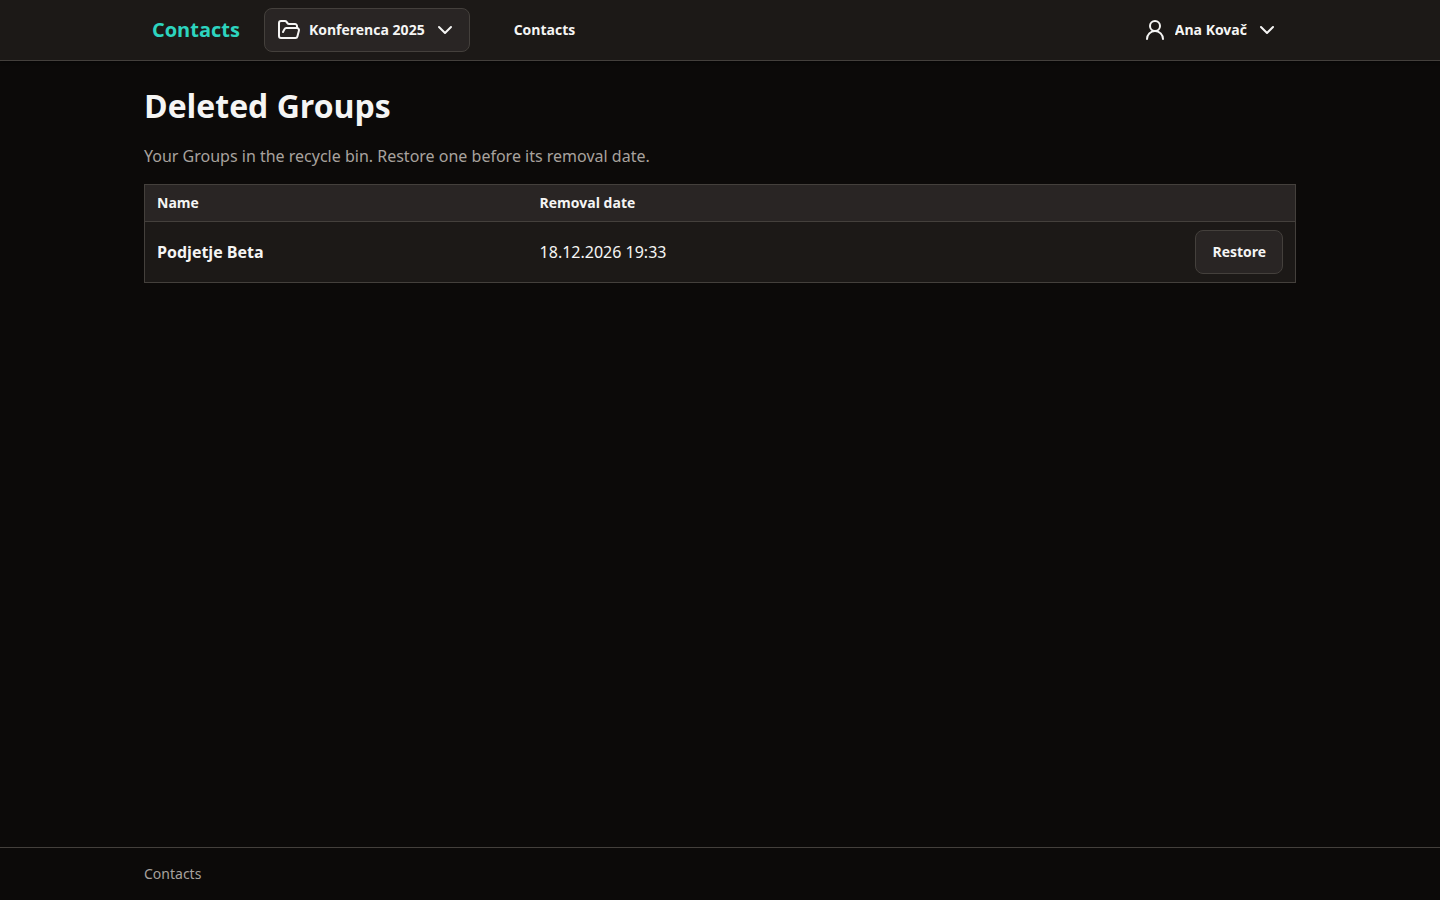 Contacts Konferenca 2025 Contacts Ana Kovač
Deleted Groups
Your Groups in the recycle bin. Restore one before its removal date.
Name Removal date
Podjetje Beta 18.12.2026 19:33 Restore
Contacts